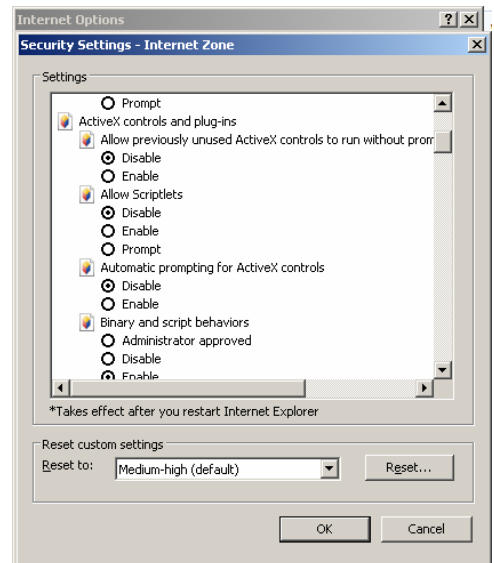 Internet Options
Security Settings - Internet Zone
Settings
Prompt
ActiveX controls and plug-ins
Allow previously unused ActiveX controls to run without prom
Disable
Enable
Allow Scriptlets
Disable
Enable
Prompt
Automatic prompting for ActiveX controls
Disable
Enable
Binary and script behaviors
Administrator approved
Disable
Enable
*Takes effect after you restart Internet Explorer
Reset custom settings
Reset to: Medium-high (default) Reset...
OK Cancel